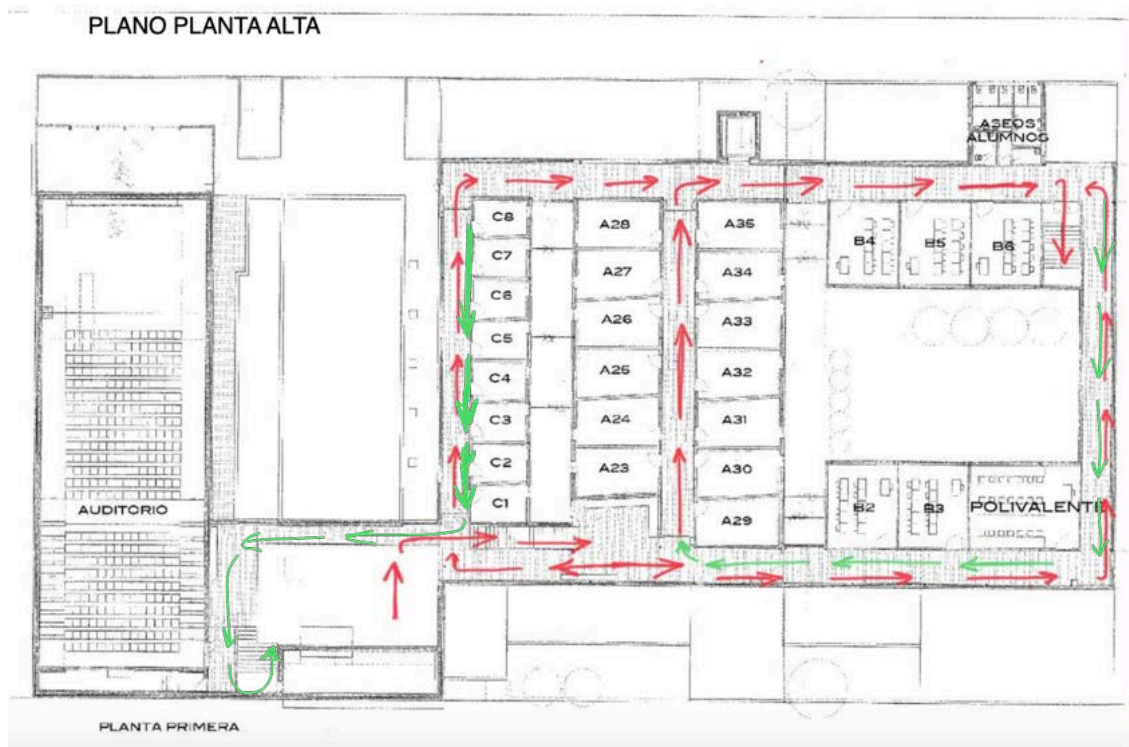 PLANO PLANTA ALTA
ASEOS
ALUMNOS
C8
A28
A35
B4
B5
B6
C7
A27
A34
C6
A26
A33
C5
A25
A32
C4
C3
A24
A31
C2
A23
A30
C1
A29
AUDITORIO
B2
B3
POLIVALENTE
PLANTA PRIMERA